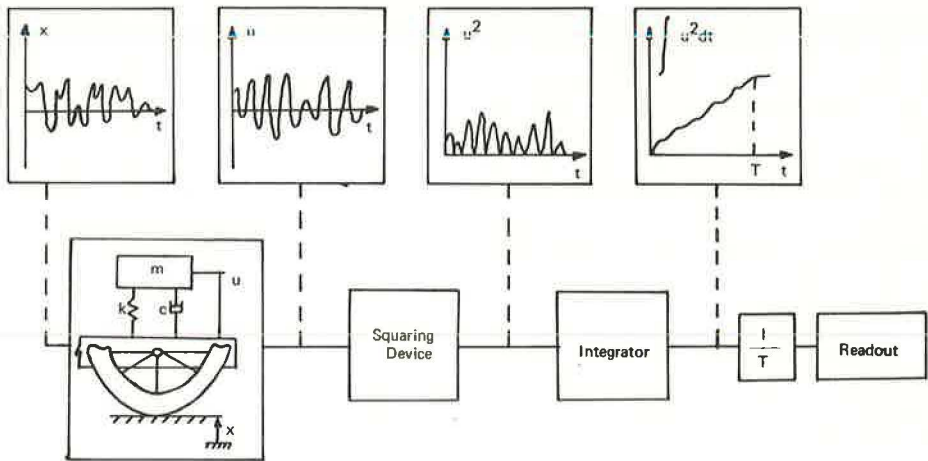 x
t
u
t
u²
t
∫ u²dt
T t
m
u
k
c
x
Squaring
Device
Integrator
1
T
Readout